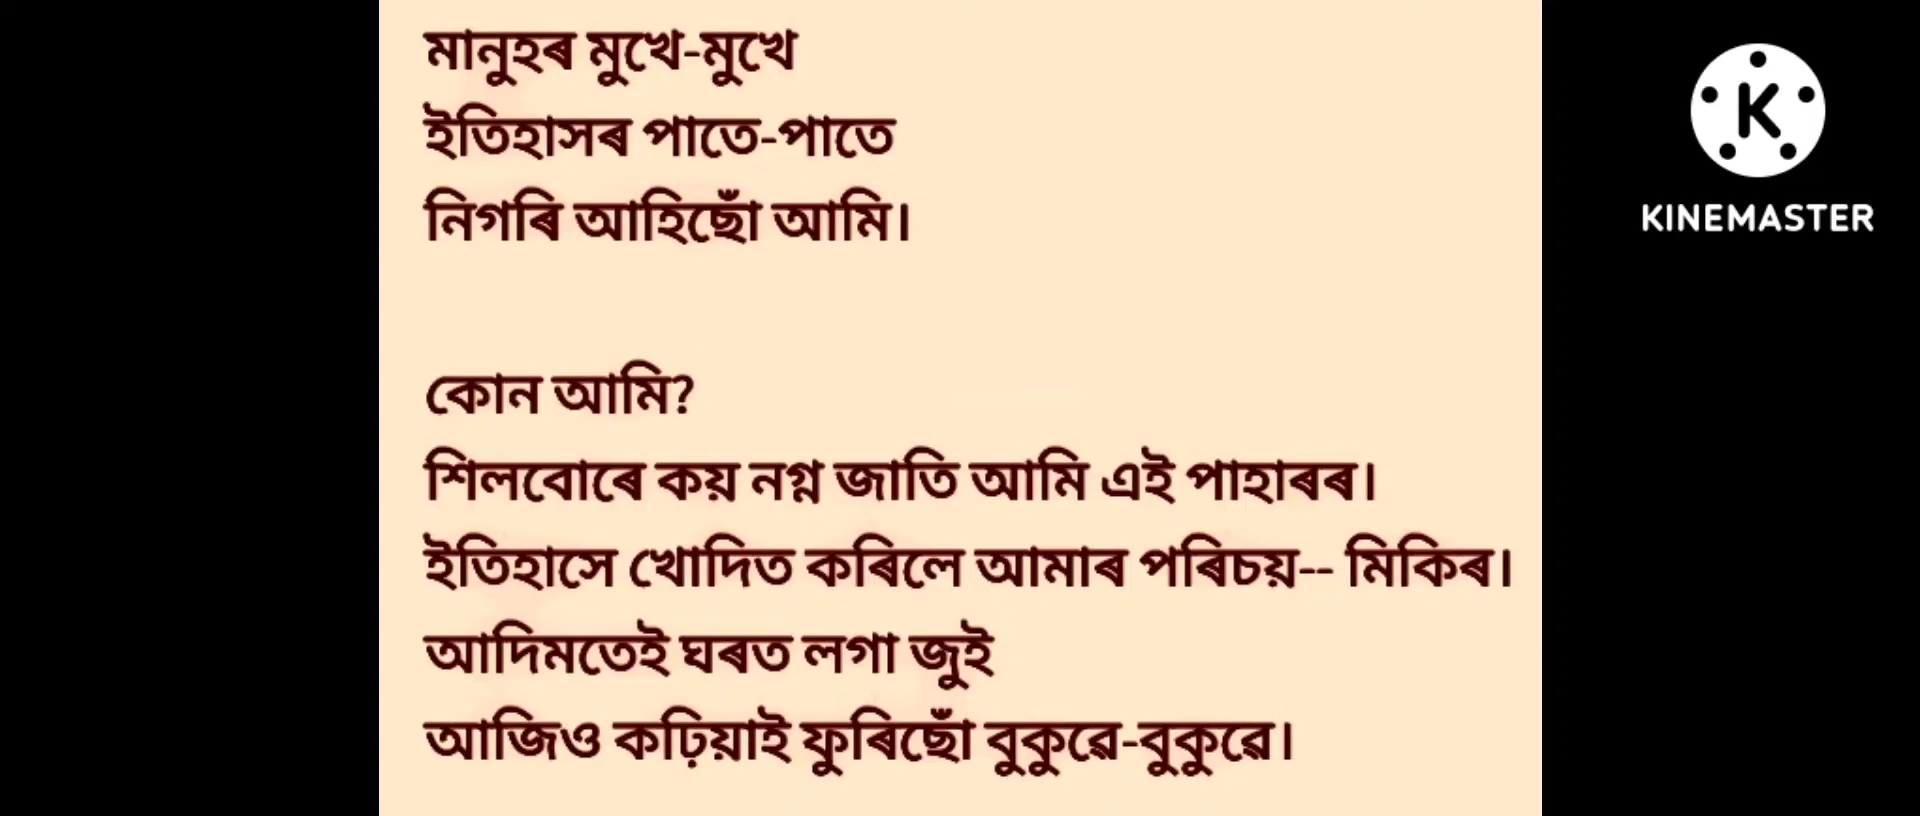 মানুহৰ মুখে-মুখে
ইতিহাসৰ পাতে-পাতে
নিগৰি আহিছোঁ আমি।
কোন আমি?
শিলবোৰে কয় নগ্ন জাতি আমি এই পাহাৰৰ।
ইতিহাসে খোদিত কৰিলে আমাৰ পৰিচয়-- মিকিৰ।
আদিমতেই ঘৰত লগা জুই
আজিও কঢ়িয়াই ফুৰিছোঁ বুকুৱে-বুকুৱে।
K
KINEMASTER